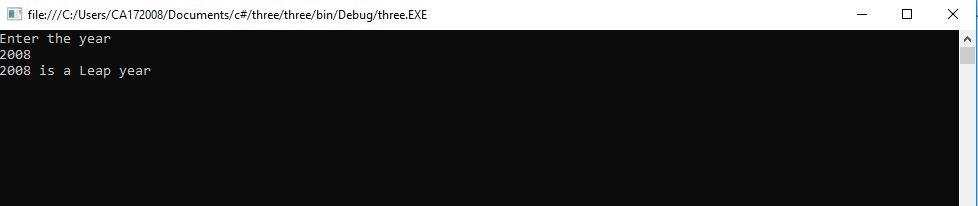 file:///C:/Users/CA172008/Documents/c#/three/three/bin/Debug/three.EXE
Enter the year
2008
2008 is a Leap year